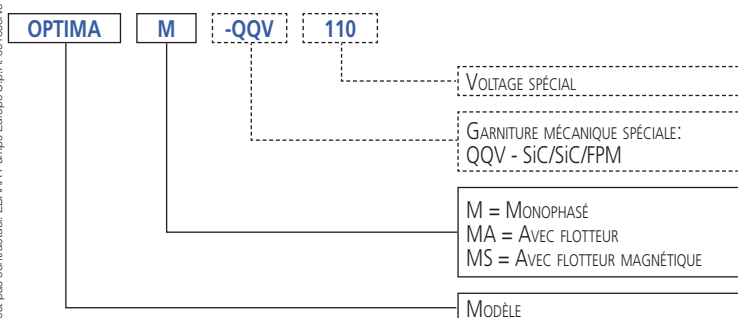 OPTIMA M -QQV 110
VOLTAGE SPÉCIAL
GARNITURE MÉCANIQUE SPÉCIALE:
QQV - SiC/SiC/FPM
M = MONOPHASÉ
MA = AVEC FLOTTEUR
MS = AVEC FLOTTEUR MAGNÉTIQUE
MODÈLE